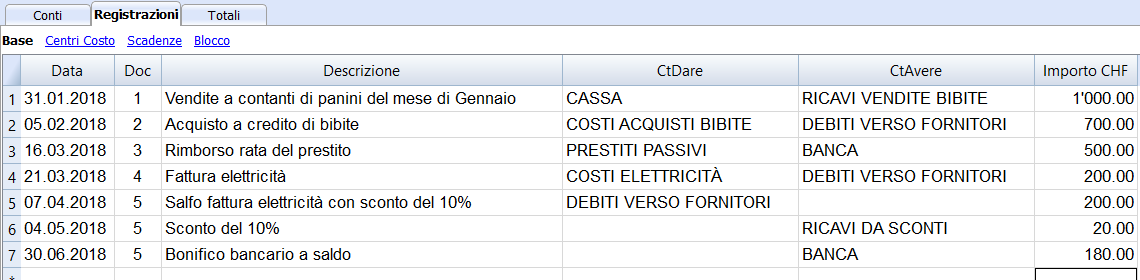 Conti Registrazioni Totali
Base Centri Costo Scadenze Blocco
Data Doc Descrizione CtDare CtAvere Importo CHF
1 31.01.2018 1 Vendite a contanti di panini del mese di Gennaio CASSA RICAVI VENDITE BIBITE 1'000.00
2 05.02.2018 2 Acquisto a credito di bibite COSTI ACQUISTI BIBITE DEBITI VERSO FORNITORI 700.00
3 16.03.2018 3 Rimborso rata del prestito PRESTITI PASSIVI BANCA 500.00
4 21.03.2018 4 Fattura elettricità COSTI ELETTRICITÀ DEBITI VERSO FORNITORI 200.00
5 07.04.2018 5 Salfo fattura elettricità con sconto del 10% DEBITI VERSO FORNITORI 200.00
6 04.05.2018 5 Sconto del 10% RICAVI DA SCONTI 20.00
7 30.06.2018 5 Bonifico bancario a saldo BANCA 180.00
*